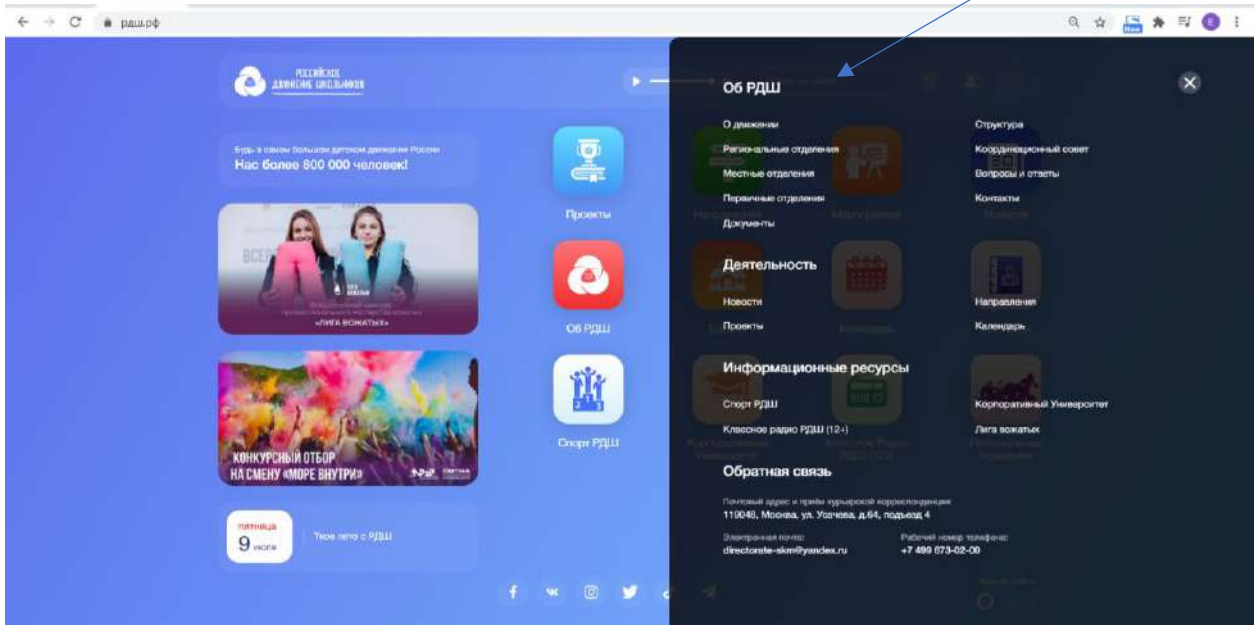 рдш.рф
РОССИЙСКОЕ
ДВИЖЕНИЕ ШКОЛЬНИКОВ
Будь в самом большом детском движении России
Нас более 800 000 человек!
ВСЕР
«ЛИГА ВОЖАТЫХ»
КОНКУРСНЫЙ ОТБОР
НА СМЕНУ «МОРЕ ВНУТРИ»
ПЯТНИЦА
9 ИЮЛЯ
Твое лето с РДШ
Проекты
Об РДШ
Спорт РДШ
Об РДШ
О движении
Региональные отделения
Местные отделения
Первичные отделения
Документы
Структура
Координационный совет
Вопросы и ответы
Контакты
Деятельность
Новости
Проекты
Направления
Календарь
Информационные ресурсы
Спорт РДШ
Классное радио РДШ (12+)
Корпоративный Университет
Лига вожатых
Обратная связь
Почтовый адрес и приём курьерской корреспонденции:
119048, Москва, ул. Усачева, д.64, подъезд 4
Электронная почта:
directorate-skm@yandex.ru
Рабочий номер телефона:
+7 499 673-02-00